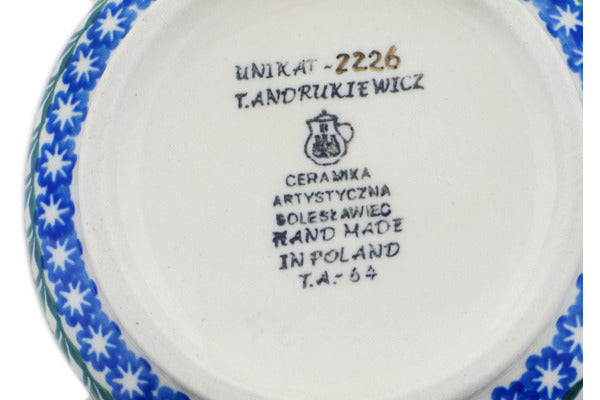 UNIKAT-2226
T.ANDRUKIEWICZ
CERAMIKA
ARTYSTYCZNA
BOLESŁAWIEC
HAND MADE
IN POLAND
T.A.-64